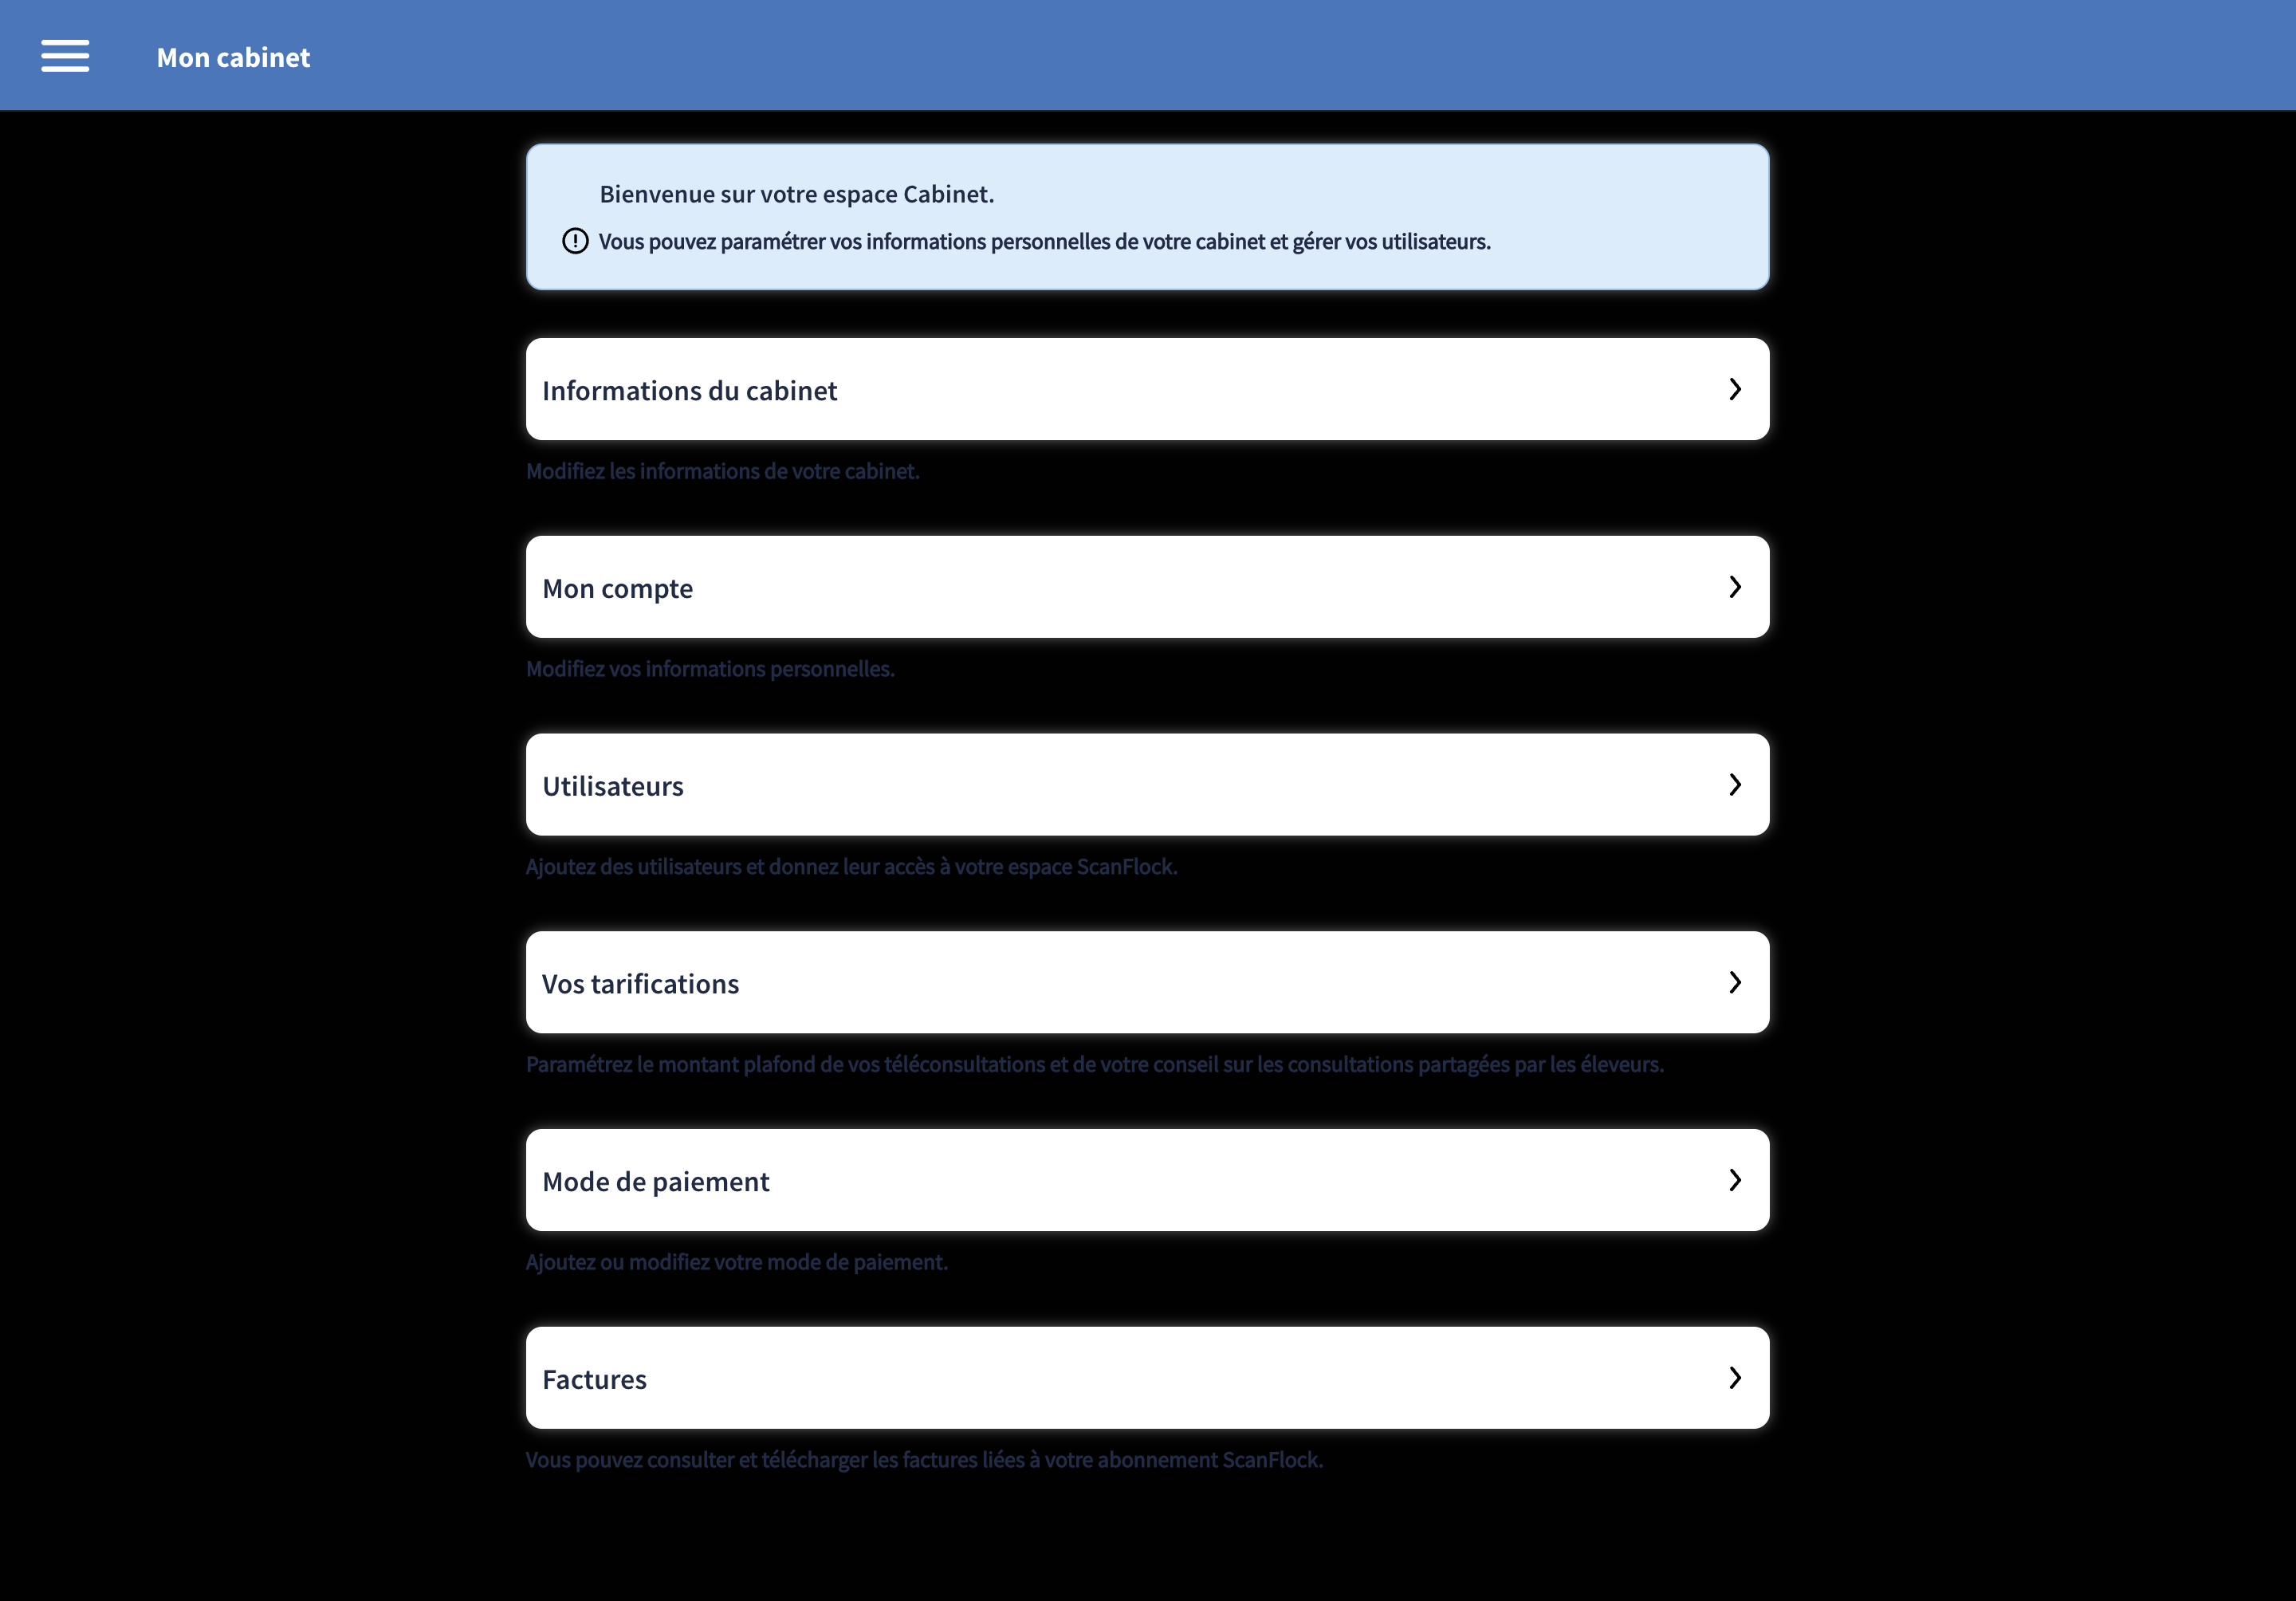 Mon cabinet
Bienvenue sur votre espace Cabinet.
Vous pouvez paramétrer vos informations personnelles de votre cabinet et gérer vos utilisateurs.
Informations du cabinet
Modifiez les informations de votre cabinet.
Mon compte
Modifiez vos informations personnelles.
Utilisateurs
Ajoutez des utilisateurs et donnez leur accès à votre espace ScanFlock.
Vos tarifications
Paramétrez le montant plafond de vos téléconsultations et de votre conseil sur les consultations partagées par les éleveurs.
Mode de paiement
Ajoutez ou modifiez votre mode de paiement.
Factures
Vous pouvez consulter et télécharger les factures liées à votre abonnement ScanFlock.